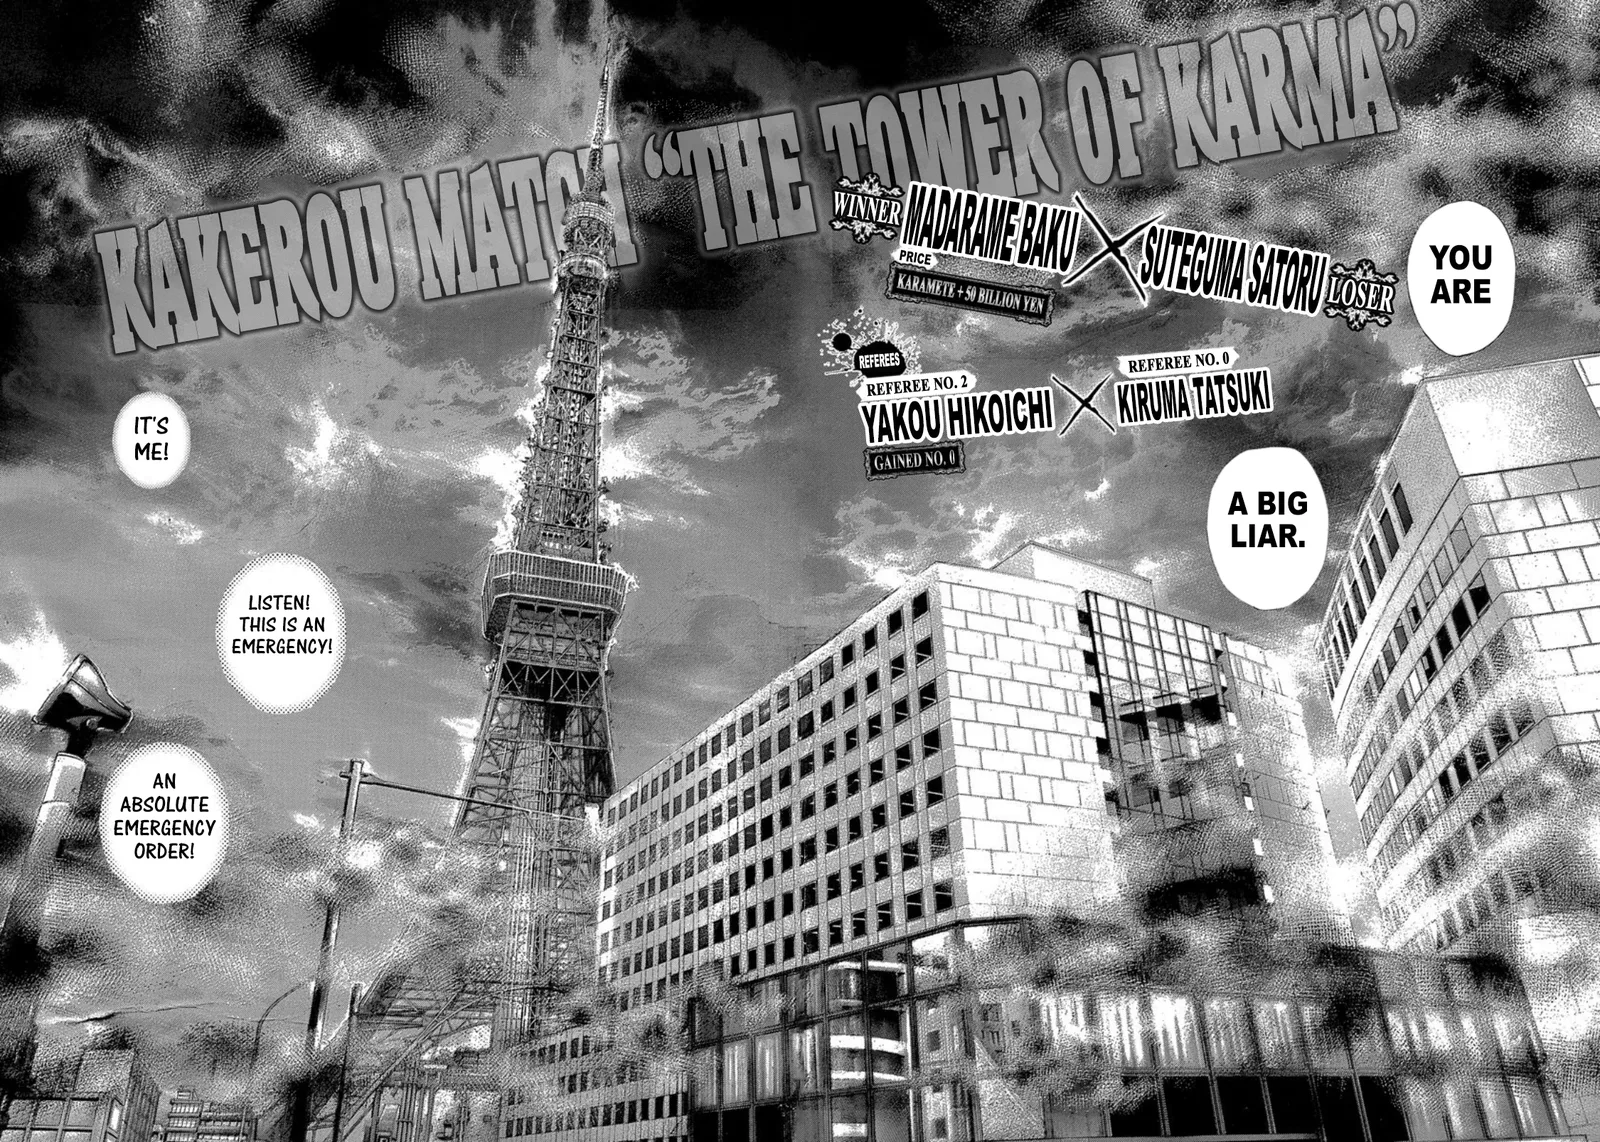 KAKEROU MATCH “THE TOWER OF KARMA”
YOU
ARE
A BIG
LIAR.
WINNER
MADARAME BAKU
SUTEGUMA SATORU
LOSER
PRICE
KARAMETE + 50 BILLION YEN
REFEREES
REFEREE NO. 2
YAKOU HIKOICHI
GAINED NO. 0
REFEREE NO. 0
KIRUMA TATSUKI
IT'S
ME!
LISTEN!
THIS IS AN
EMERGENCY!
AN
ABSOLUTE
EMERGENCY
ORDER!